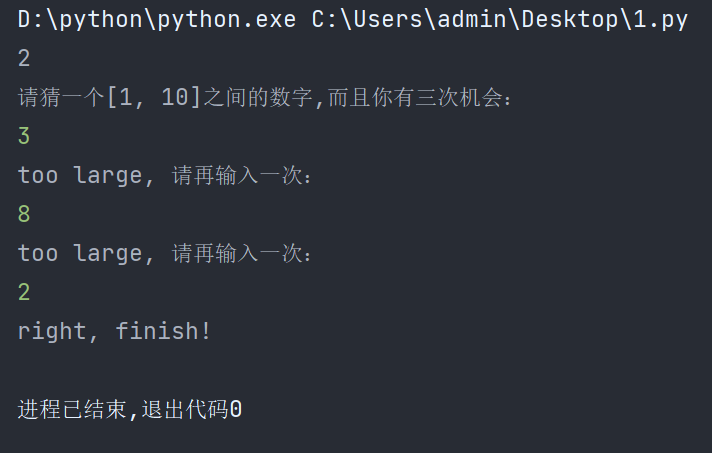 D:\python\python.exe C:\Users\admin\Desktop\1.py
2
请猜一个[1, 10]之间的数字,而且你有三次机会：
3
too large, 请再输入一次：
8
too large, 请再输入一次：
2
right, finish!
进程已结束,退出代码0